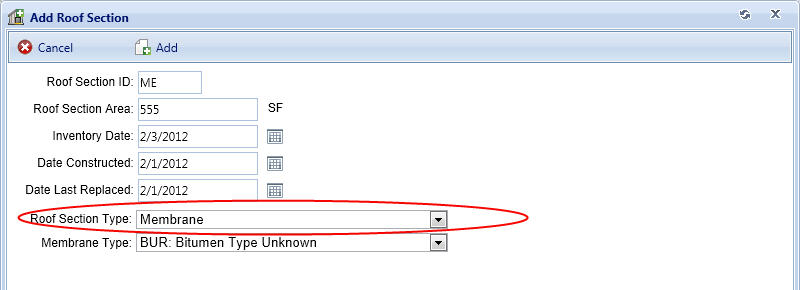 Add Roof Section
Cancel Add
Roof Section ID: ME
Roof Section Area: 555 SF
Inventory Date: 2/3/2012
Date Constructed: 2/1/2012
Date Last Replaced: 2/1/2012
Roof Section Type: Membrane
Membrane Type: BUR: Bitumen Type Unknown